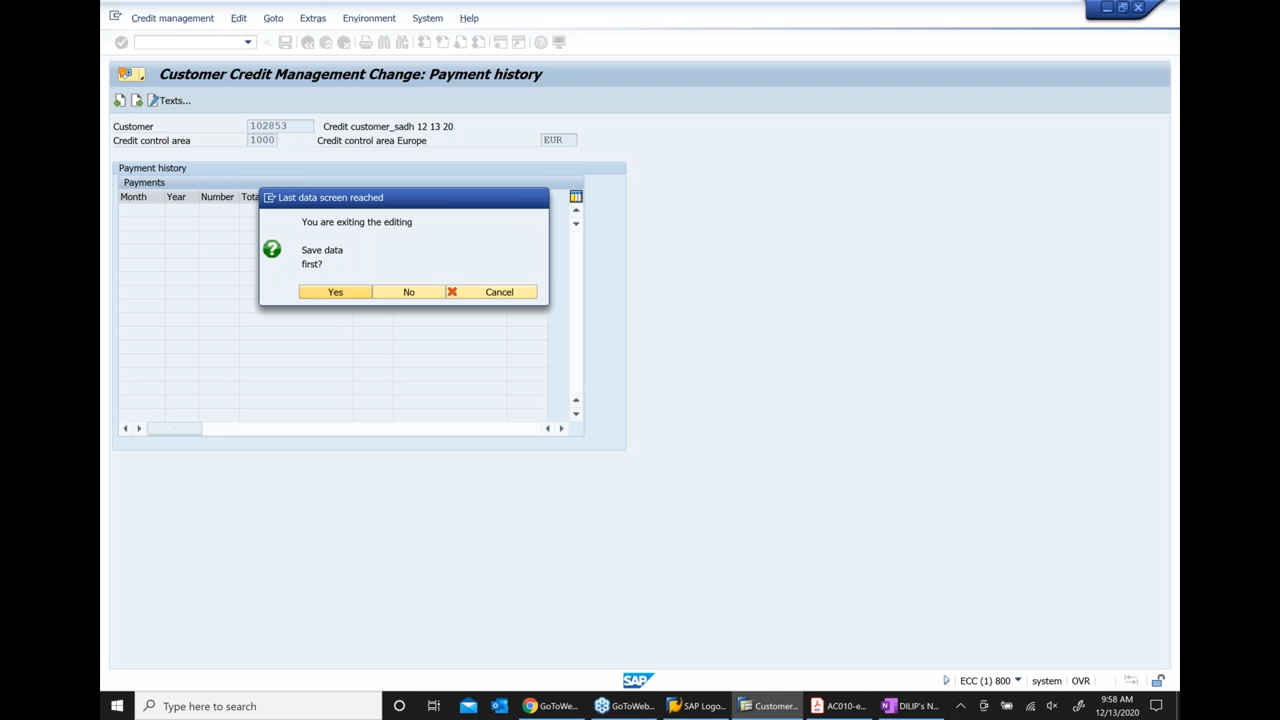 Credit management Edit Goto Extras Environment System Help
Customer Credit Management Change: Payment history
Texts...
Customer 102853 Credit customer_sadh 12 13 20
Credit control area 1000 Credit control area Europe EUR
Payment history
Payments
Month Year Number Tota
Last data screen reached
You are exiting the editing
Save data
first?
Yes No Cancel
SAP
ECC (1) 800 system OVR
Type here to search
GoToWe... GoToWeb... SAP Logo... Customer... AC010-e... DILIP's N...
9:58 AM
12/13/2020